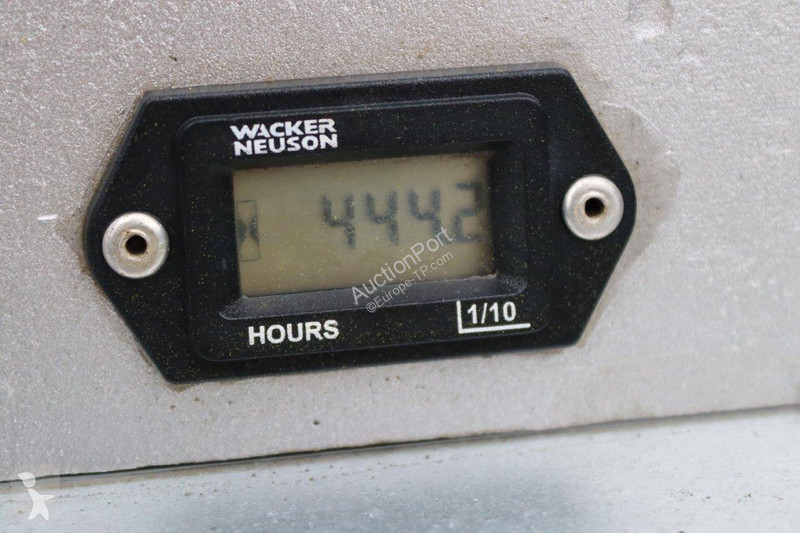 WACKER
NEUSON
4442
AuctionPort
©Europe-TP.com
HOURS
1/10